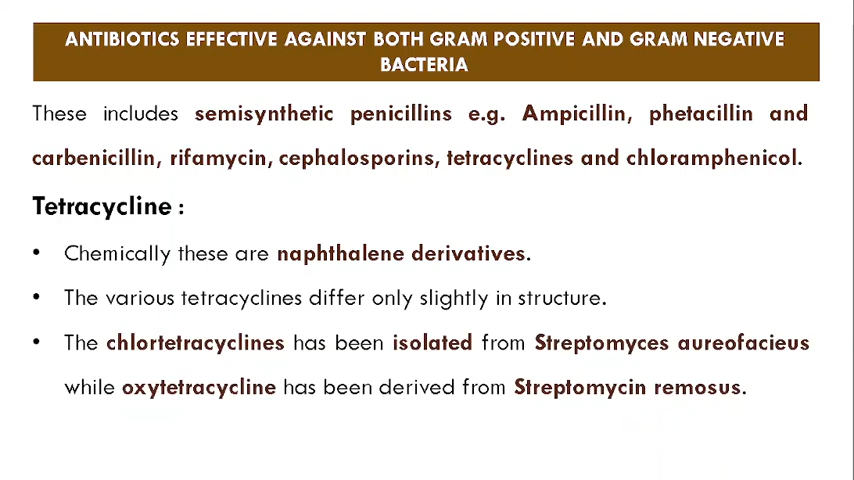 ANTIBIOTICS EFFECTIVE AGAINST BOTH GRAM POSITIVE AND GRAM NEGATIVE
BACTERIA
These includes semisynthetic penicillins e.g. Ampicillin, phetacillin and
carbenicillin, rifamycin, cephalosporins, tetracyclines and chloramphenicol.
Tetracycline :
• Chemically these are naphthalene derivatives.
• The various tetracyclines differ only slightly in structure.
• The chlortetracyclines has been isolated from Streptomyces aureofacieus
while oxytetracycline has been derived from Streptomycin remosus.